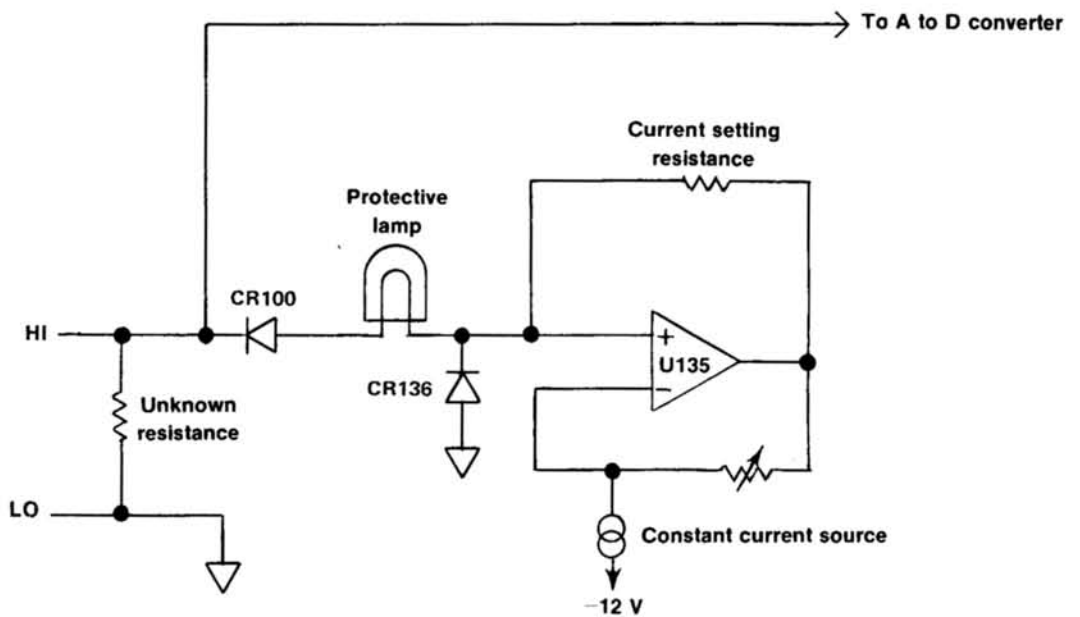 To A to D converter
Current setting
resistance
Protective
lamp
CR100
HI
+
U135
−
CR136
Unknown
resistance
LO
Constant current source
−12 V